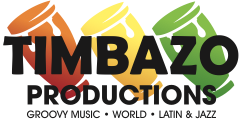 TIMBAZO
PRODUCTIONS
GROOVY MUSIC • WORLD • LATIN & JAZZ